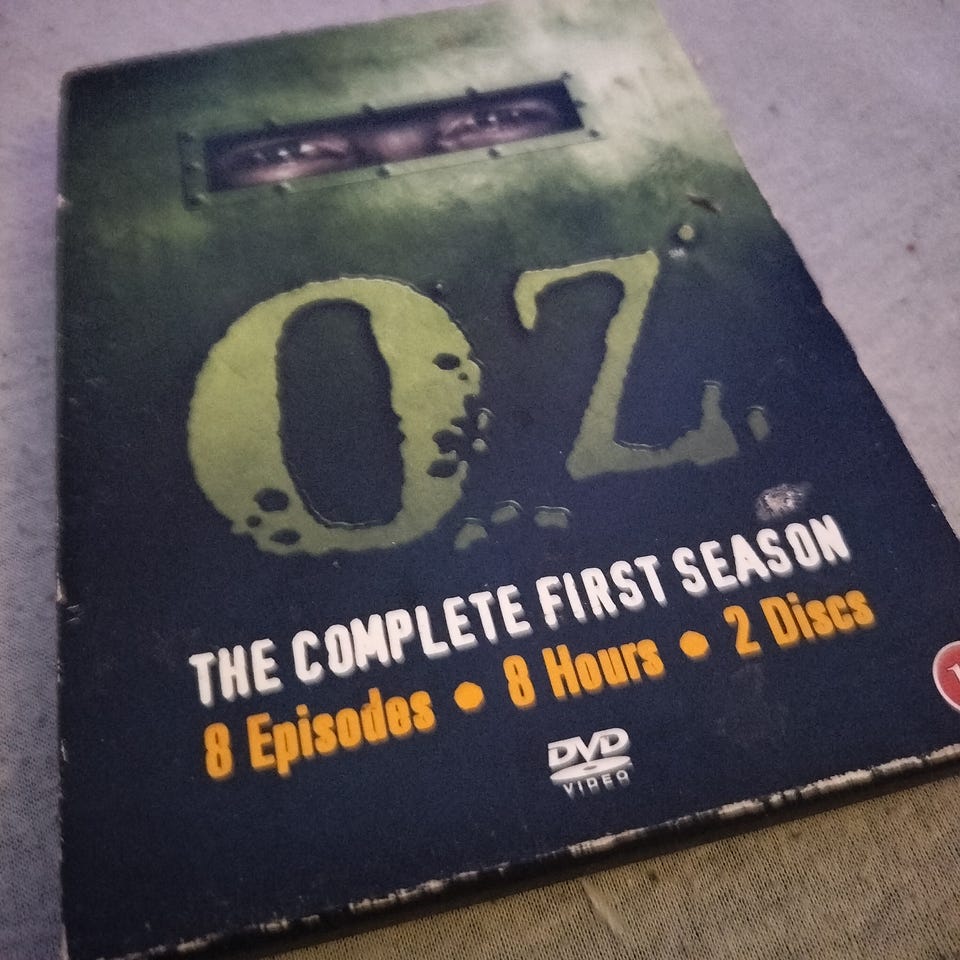 OZ
THE COMPLETE FIRST SEASON
8 Episodes • 8 Hours • 2 Discs
DVD
VIDEO